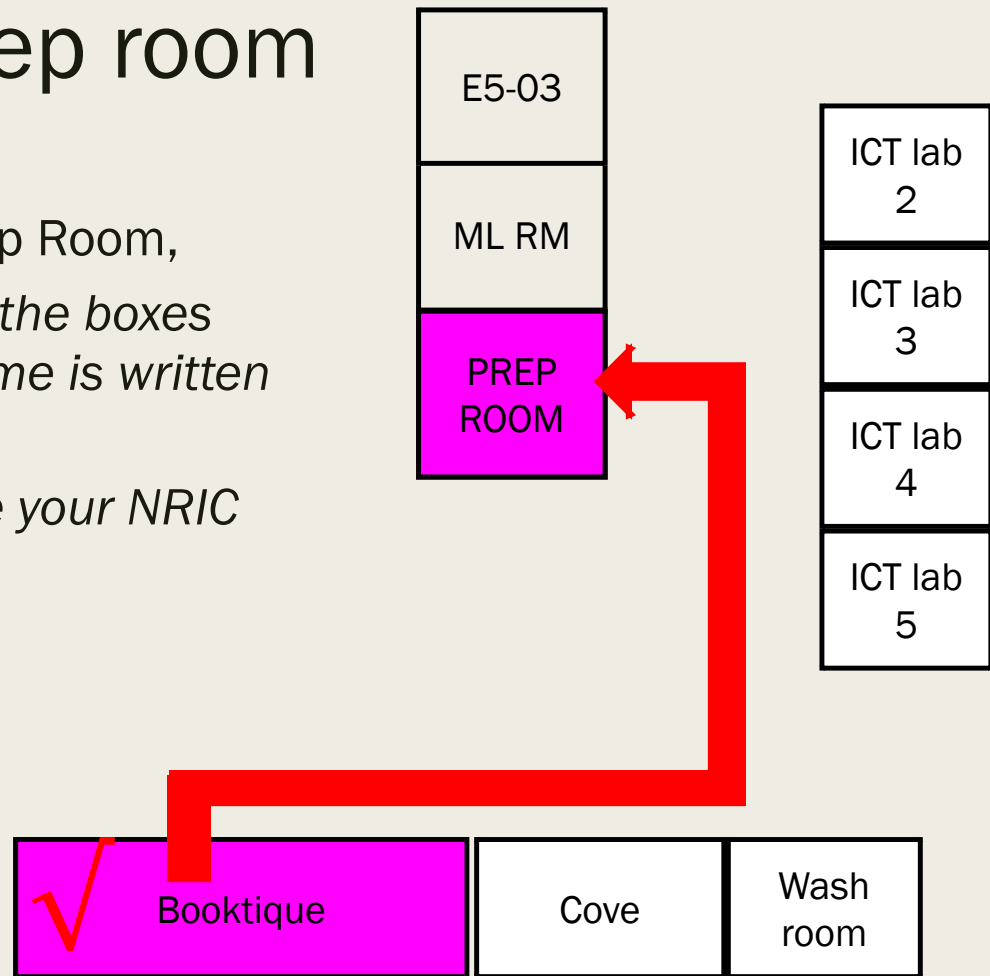 ep room
p Room,
the boxes
me is written
e your NRIC
E5-03
ML RM
PREP
ROOM
ICT lab
2
ICT lab
3
ICT lab
4
ICT lab
5
√
Booktique
Cove
Wash
room